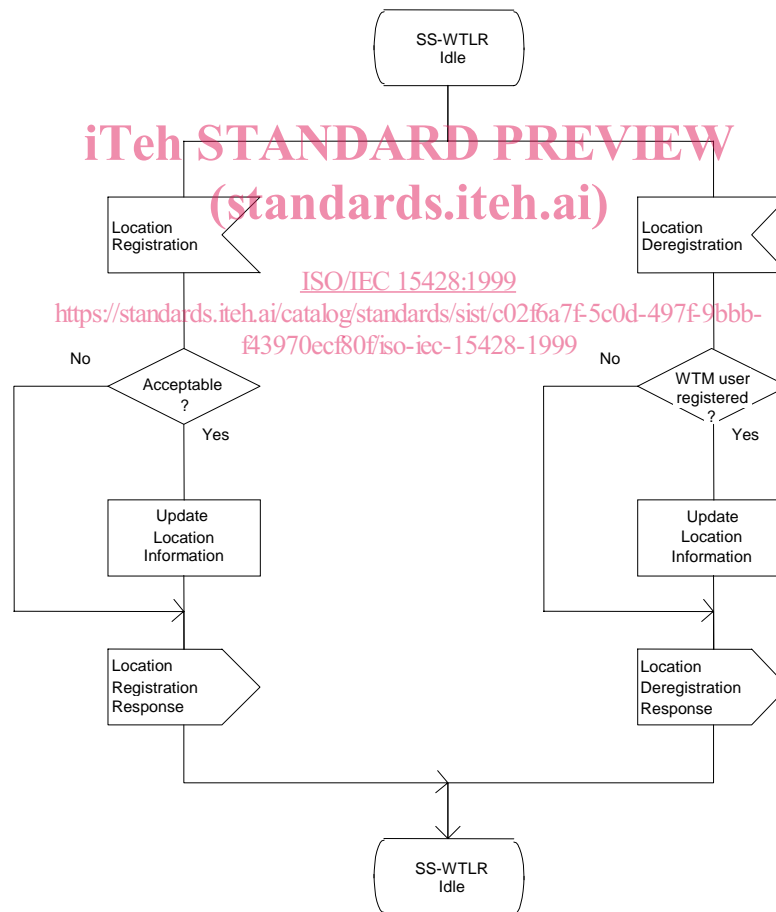 SS-WTLR
Idle
iTeh STANDARD PREVIEW
(standards.iteh.ai)
Location
Registration
Location
Deregistration
ISO/IEC 15428:1999
https://standards.iteh.ai/catalog/standards/sist/c02f6a7f-5c0d-497f-9bbb-
f43970ecf80f/iso-iec-15428-1999
No
Acceptable
?
Yes
No
WTM user
registered
?
Yes
Update
Location
Information
Update
Location
Information
Location
Registration
Response
Location
Deregistration
Response
SS-WTLR
Idle